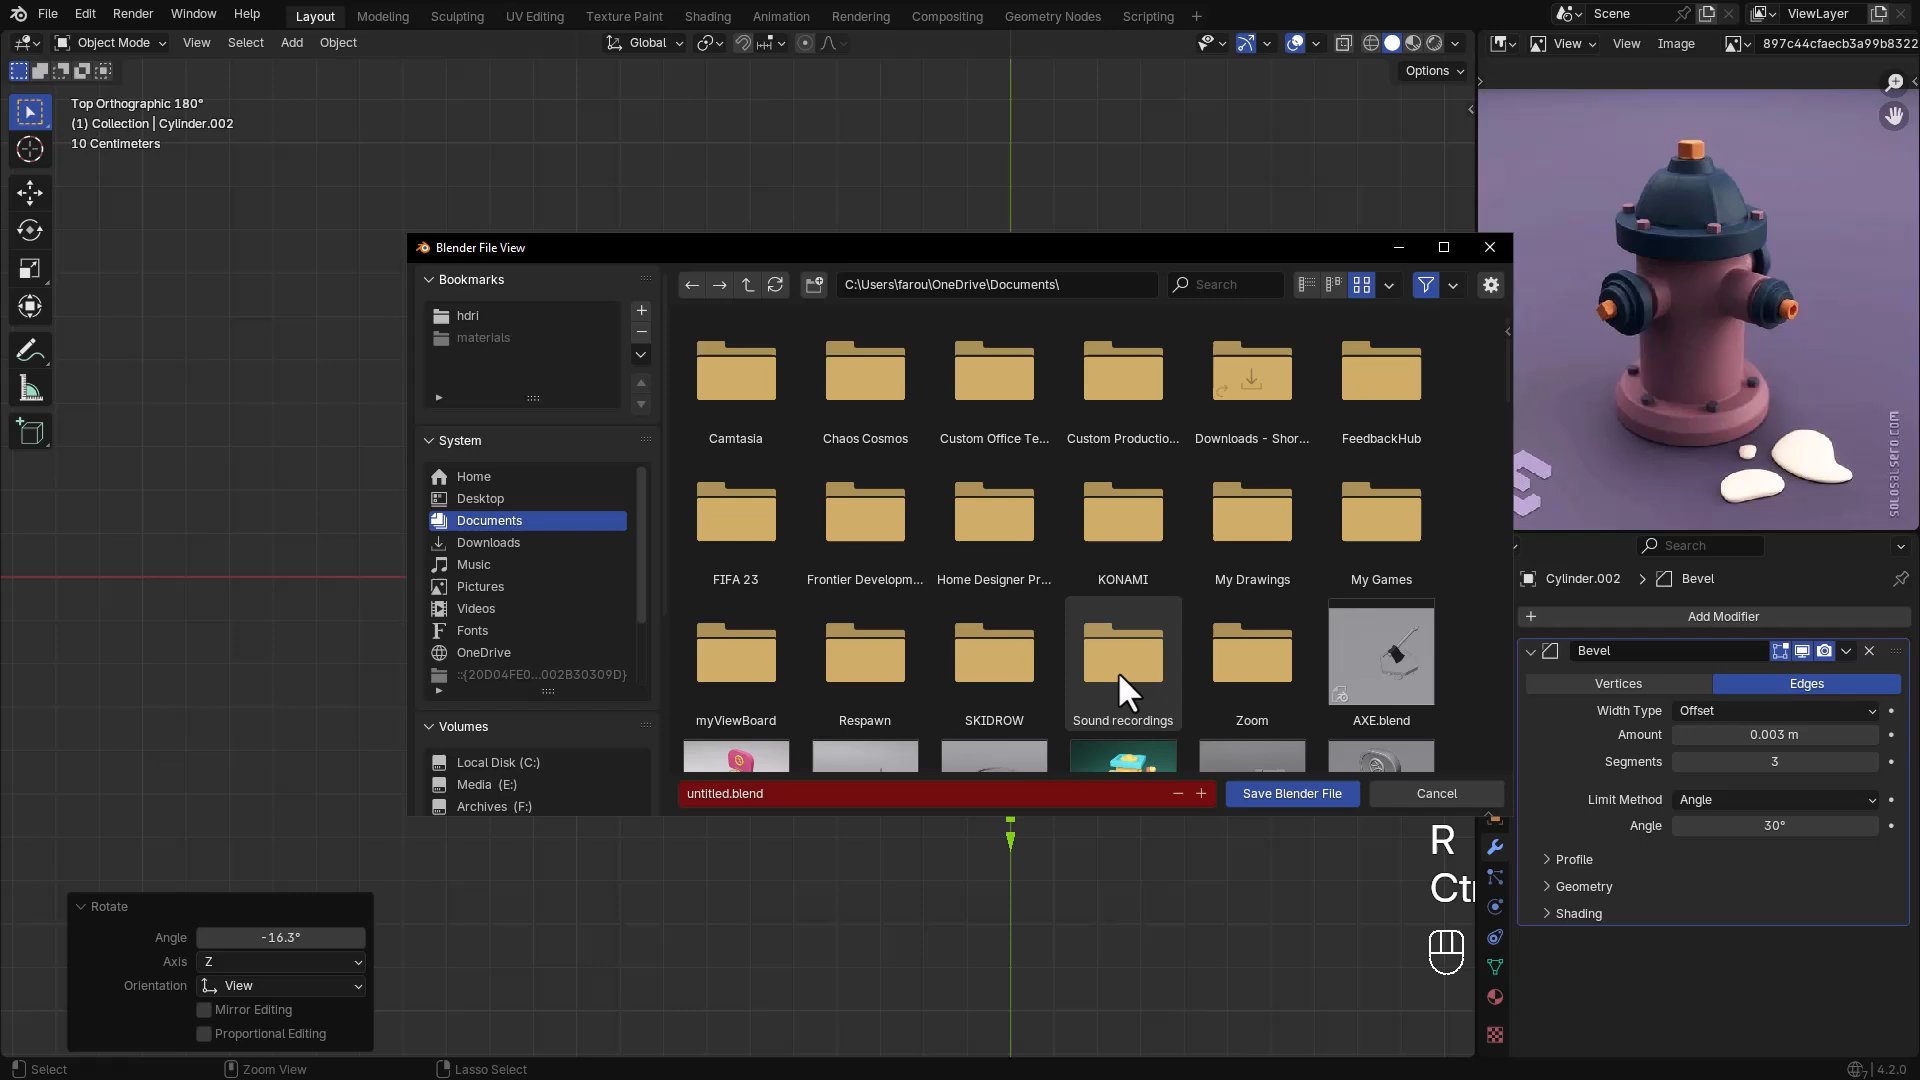 File Edit Render Window Help Layout Modeling Sculpting UV Editing Texture Paint Shading Animation Rendering Compositing Geometry Nodes Scripting + Scene ViewLayer
Object Mode View Select Add Object Global View View Image 897c44cfaecb3a99b8322
Options
Top Orthographic 180°
(1) Collection | Cylinder.002
10 Centimeters
Blender File View
Bookmarks
hdri
materials
System
Home
Desktop
Documents
Downloads
Music
Pictures
Videos
Fonts
OneDrive
::{20D04FE0...002B30309D}
Volumes
Local Disk (C:)
Media (E:)
Archives (F:)
C:\Users\farou\OneDrive\Documents\ Search
Camtasia Chaos Cosmos Custom Office Te... Custom Productio... Downloads - Shor... FeedbackHub
FIFA 23 Frontier Developm... Home Designer Pr... KONAMI My Drawings My Games
myViewBoard Respawn SKIDROW Sound recordings Zoom AXE.blend
untitled.blend Save Blender File Cancel
SOLOSALSERO.COM
Search
Cylinder.002 > Bevel
Add Modifier
Bevel
Vertices Edges
Width Type Offset
Amount 0.003 m
Segments 3
Limit Method Angle
Angle 30°
Profile
Geometry
Shading
R
Ct
Rotate
Angle -16.3°
Axis Z
Orientation View
Mirror Editing
Proportional Editing
Select Zoom View Lasso Select 4.2.0